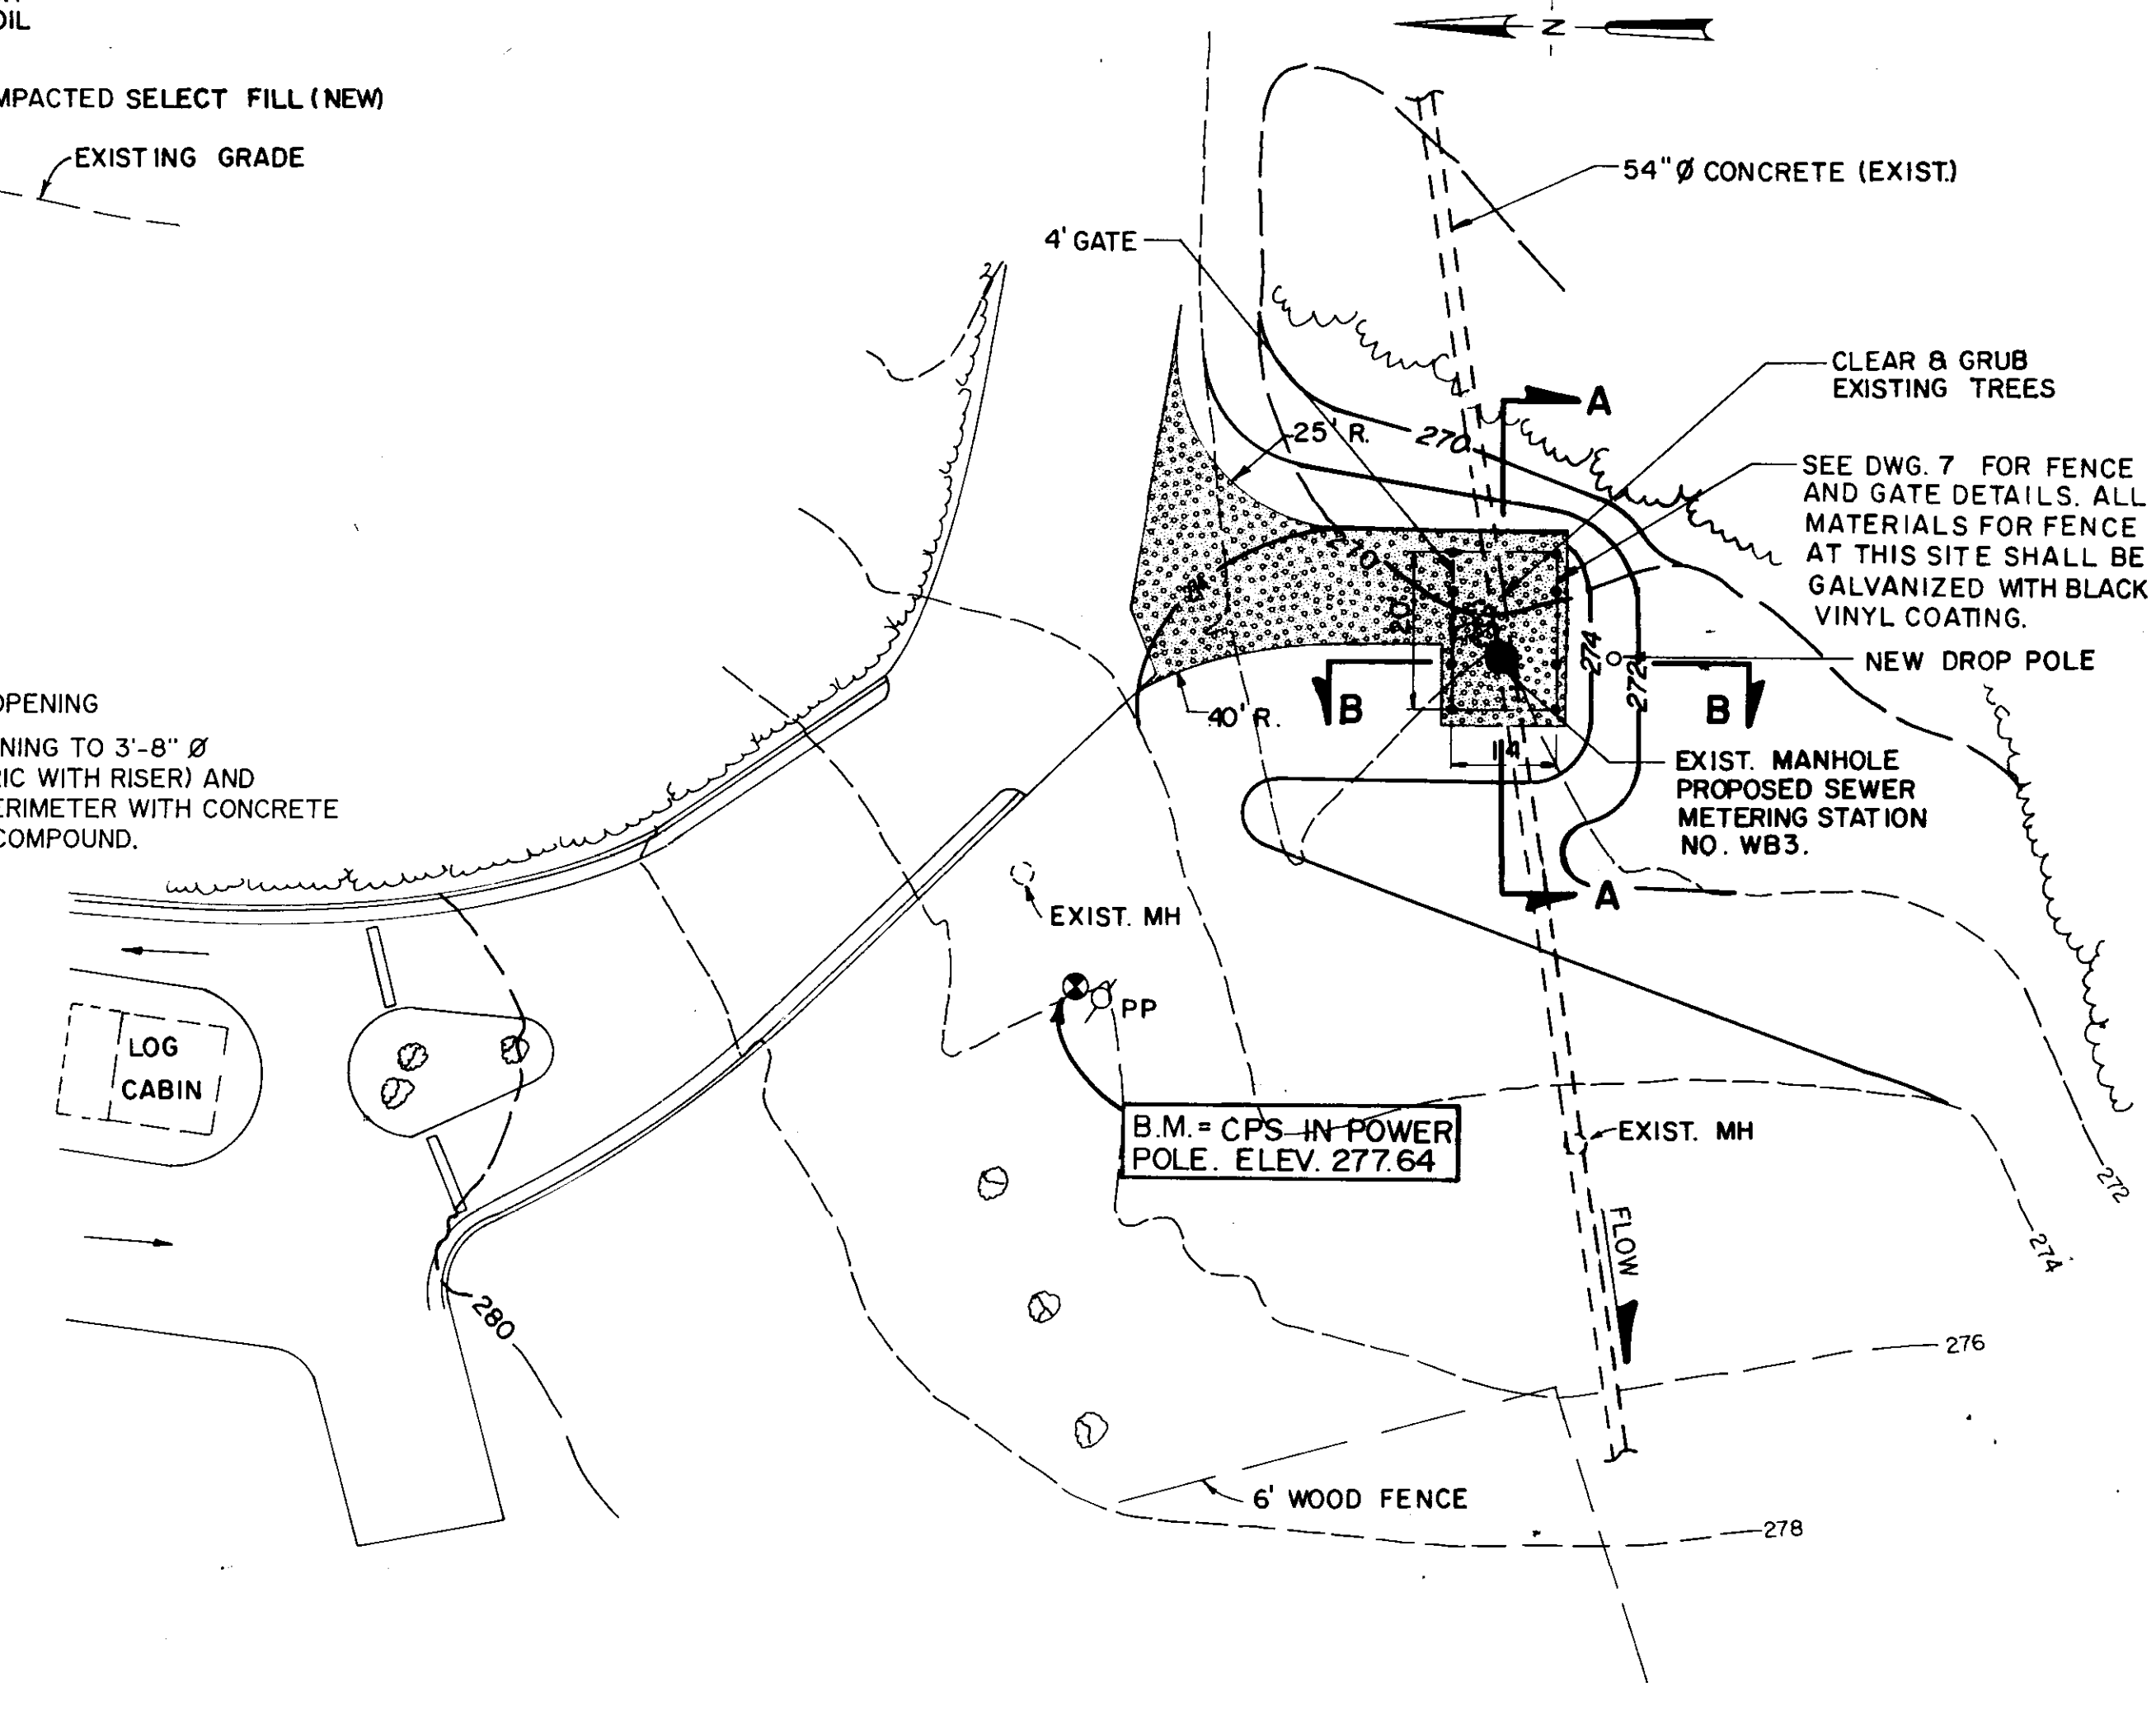 OIL
MPACTED SELECT FILL (NEW)
EXISTING GRADE
N
54"Ø CONCRETE (EXIST.)
4' GATE
CLEAR & GRUB
EXISTING TREES
A
25' R.
270
SEE DWG. 7 FOR FENCE
AND GATE DETAILS. ALL
MATERIALS FOR FENCE
AT THIS SITE SHALL BE
GALVANIZED WITH BLACK
VINYL COATING.
270
20'
274
272
NEW DROP POLE
B
B
40' R.
14
OPENING
NING TO 3'-8" Ø
RIC WITH RISER) AND
ERIMETER WITH CONCRETE
COMPOUND.
EXIST. MANHOLE
PROPOSED SEWER
METERING STATION
NO. WB3.
A
EXIST. MH
PP
LOG
CABIN
B.M. = CPS IN POWER
POLE. ELEV. 277.64
EXIST. MH
272
FLOW
274
280
276
6' WOOD FENCE
278